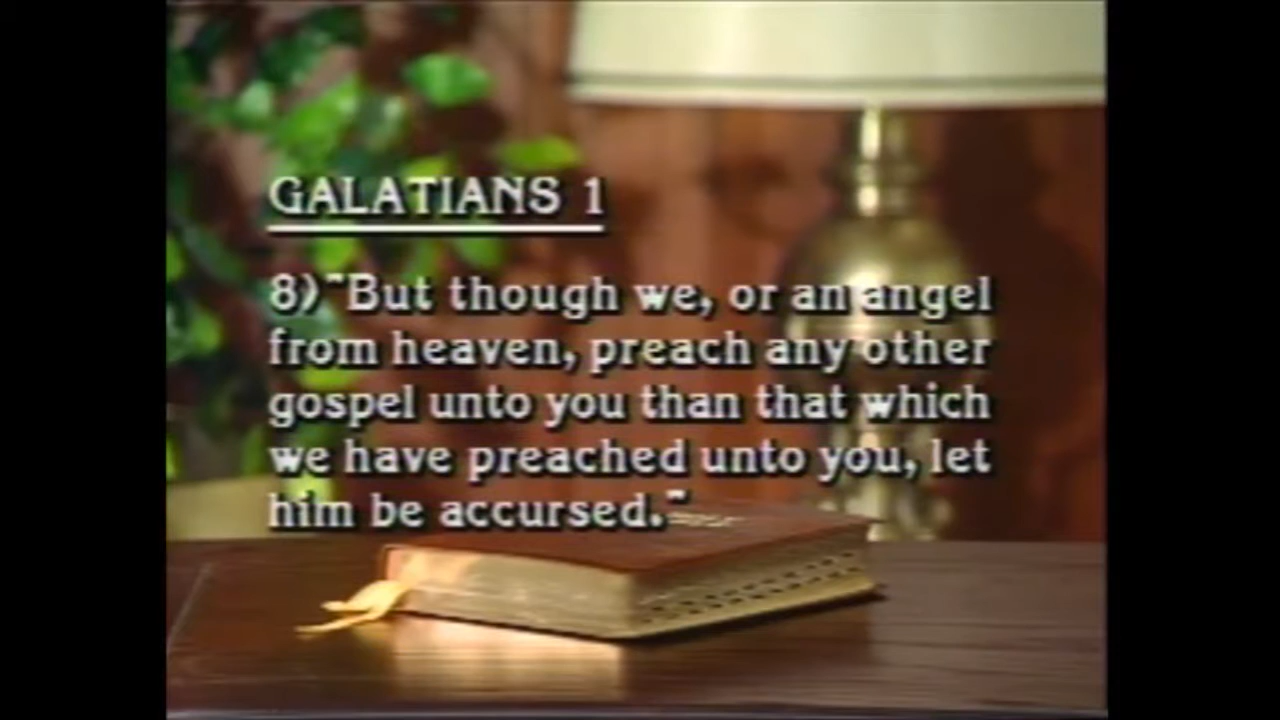 GALATIANS 1
8) "But though we, or an angel
from heaven, preach any other
gospel unto you than that which
we have preached unto you, let
him be accursed."